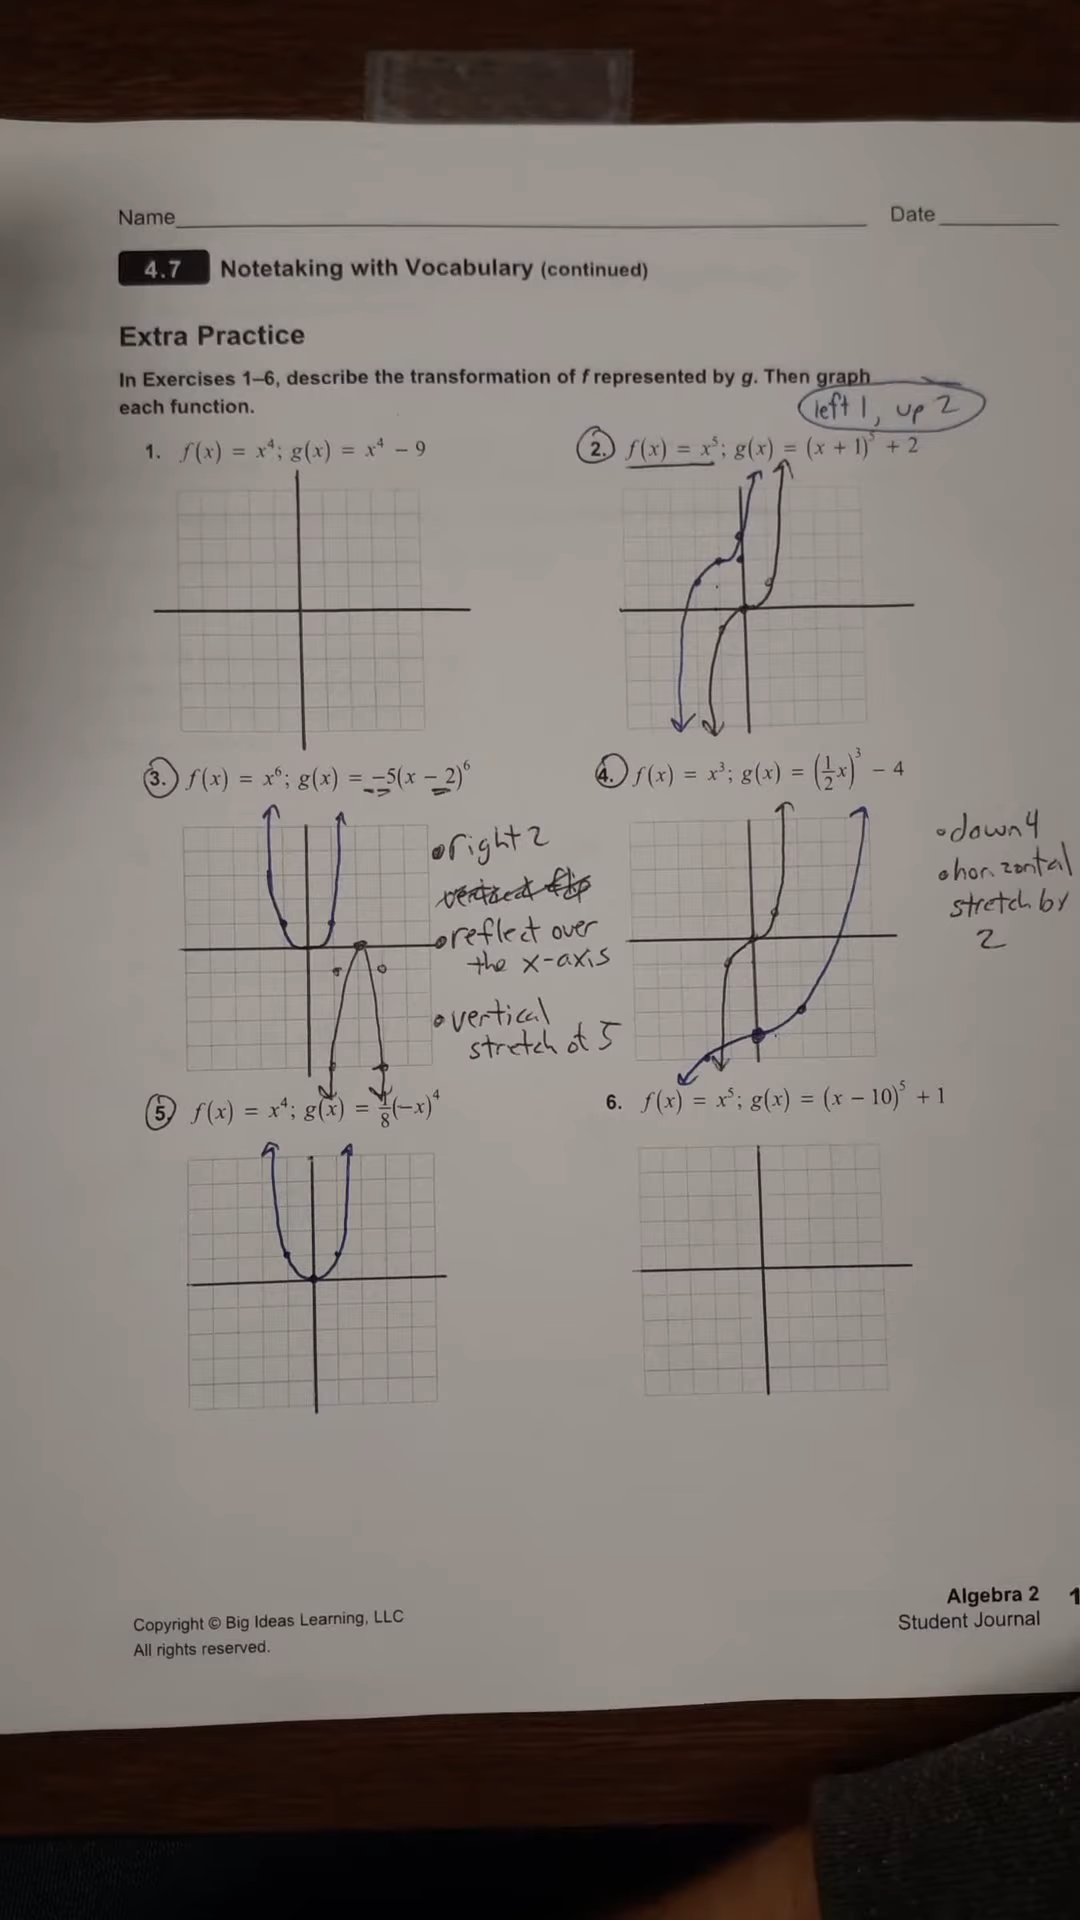 Name Date
4.7 Notetaking with Vocabulary (continued)
Extra Practice
In Exercises 1–6, describe the transformation of f represented by g. Then graph
each function.
left 1, up 2
1. f(x) = x⁴; g(x) = x⁴ − 9
2. f(x) = x⁵; g(x) = (x + 1)⁵ + 2
3. f(x) = x⁶; g(x) = −5(x − 2)⁶
• right 2
vertical flip
• reflect over
the x-axis
• vertical
stretch of 5
4. f(x) = x³; g(x) = (1/2 x)³ − 4
• down 4
• horizontal
stretch by
2
5. f(x) = x⁴; g(x) = 1/8(−x)⁴
6. f(x) = x⁵; g(x) = (x − 10)⁵ + 1
Copyright © Big Ideas Learning, LLC
All rights reserved.
Algebra 2
Student Journal
1